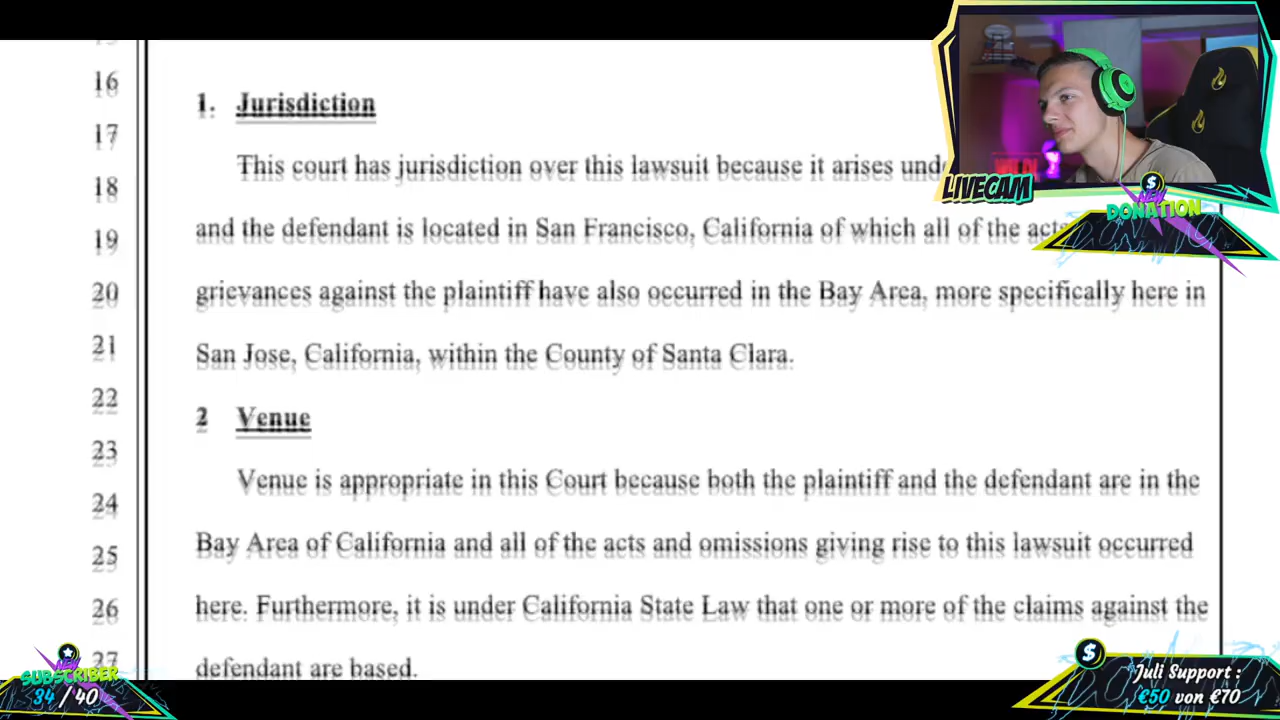 16
1. Jurisdiction
17
This court has jurisdiction over this lawsuit because it arises
18
and the defendant is located in San Francisco, California of which all of the acts
19
20
grievances against the plaintiff have also occurred in the Bay Area, more specifically here in
21
San Jose, California, within the County of Santa Clara.
22
2 Venue
23
Venue is appropriate in this Court because both the plaintiff and the defendant are in the
24
Bay Area of California and all of the acts and omissions giving rise to this lawsuit occurred
25
here. Furthermore, it is under California State Law that one or more of the claims against the
26
27
defendant are based.
LIVECAM
NEW
DONATION
NEW
SUBSCRIBER
34 / 40
Juli Support :
€50 von €70